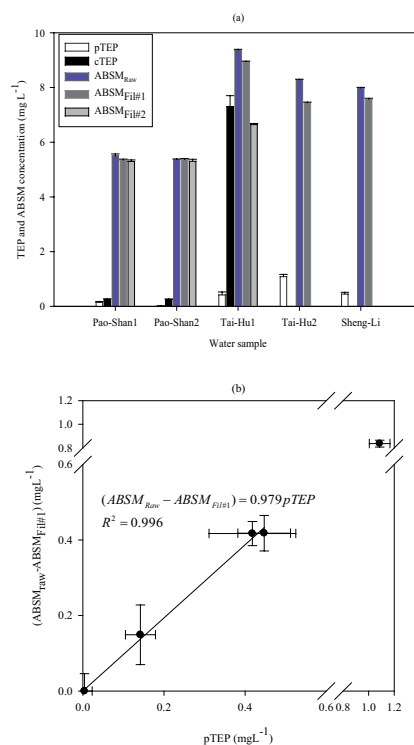 (a)
10
8
6
4
2
0
TEP and ABSM concentration (mg L-1)
pTEP
cTEP
ABSMRaw
ABSMFil#1
ABSMFil#2
Pao-Shan1 Pao-Shan2 Tai-Hu1 Tai-Hu2 Sheng-Li
Water sample
(b)
1.2
1.0
0.8
0.6
0.4
0.2
0.0
(ABSMraw-ABSMFil#1) (mgL-1)
(ABSMRaw − ABSMFil#1) = 0.979 pTEP
R2 = 0.996
0.0 0.2 0.4 0.6 0.8 1.0 1.2
pTEP (mgL-1)